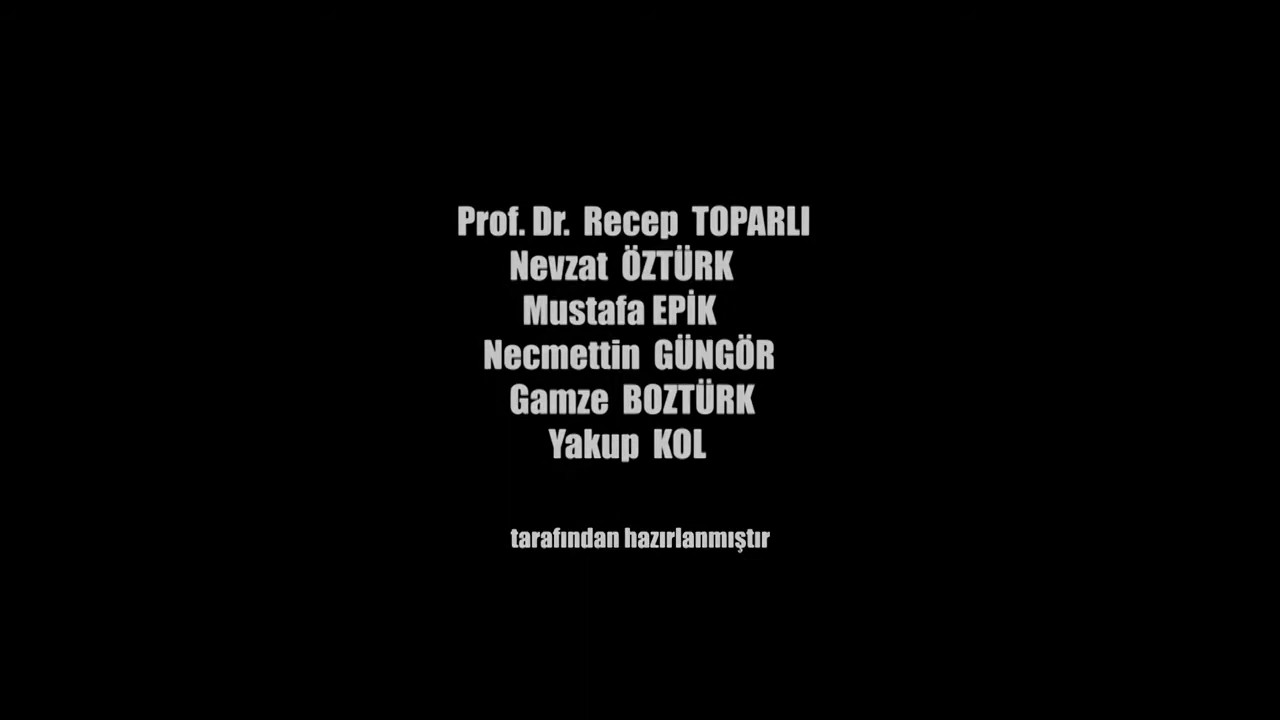 Prof. Dr. Recep TOPARLI
Nevzat ÖZTÜRK
Mustafa EPİK
Necmettin GÜNGÖR
Gamze BOZTÜRK
Yakup KOL
tarafından hazırlanmıştır